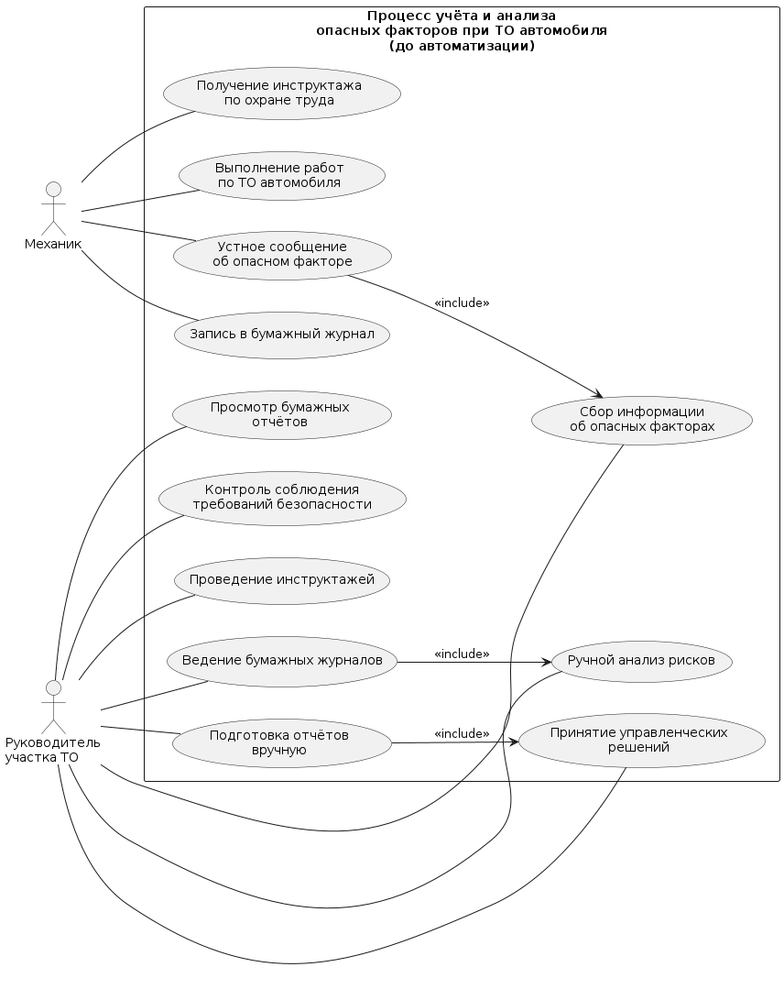 Процесс учёта и анализа
опасных факторов при ТО автомобиля
(до автоматизации)
Получение инструктажа
по охране труда
Выполнение работ
по ТО автомобиля
Механик
Устное сообщение
об опасном факторе
«include»
Запись в бумажный журнал
Просмотр бумажных
отчётов
Сбор информации
об опасных факторах
Контроль соблюдения
требований безопасности
Проведение инструктажей
Ведение бумажных журналов
«include»
Ручной анализ рисков
Руководитель
участка ТО
Подготовка отчётов
вручную
«include»
Принятие управленческих
решений